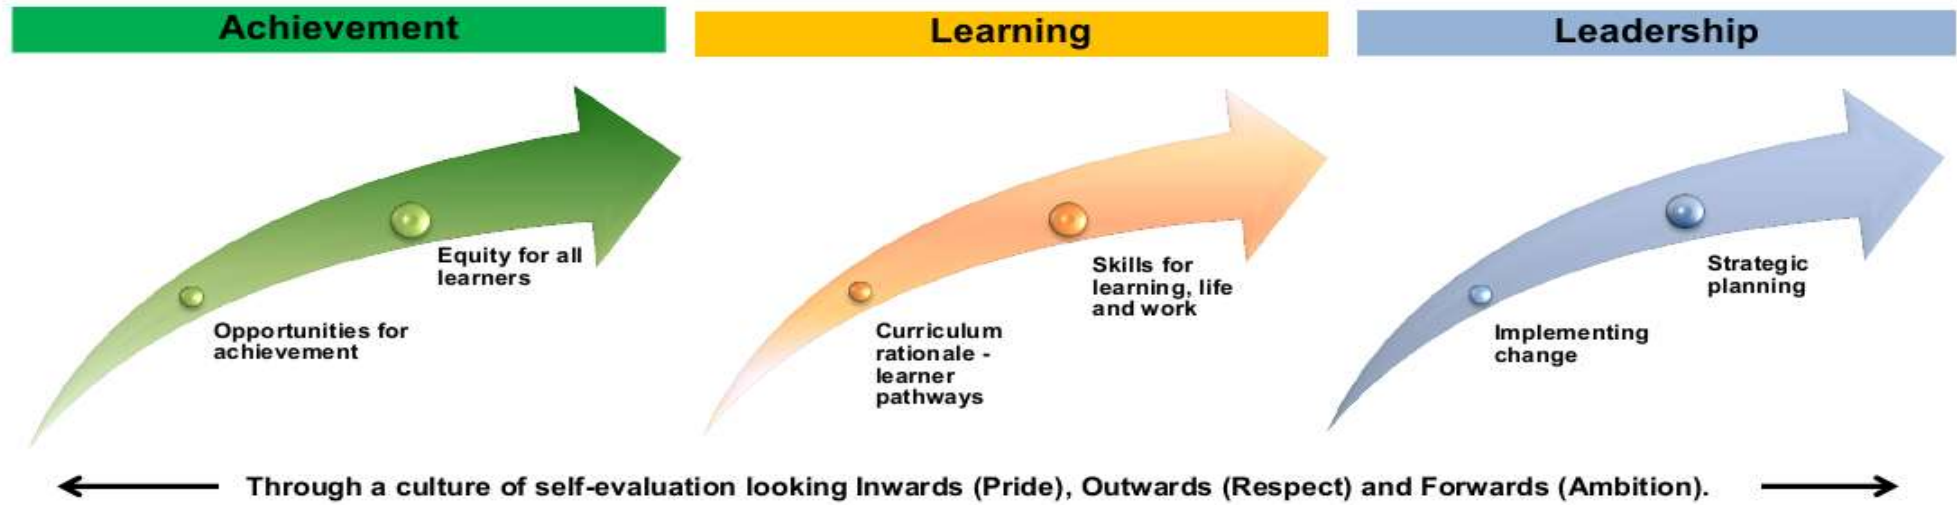 Achievement
Learning
Leadership
Equity for all
learners
Opportunities for
achievement
Skills for
learning, life
and work
Curriculum
rationale -
learner
pathways
Strategic
planning
Implementing
change
Through a culture of self-evaluation looking Inwards (Pride), Outwards (Respect) and Forwards (Ambition).